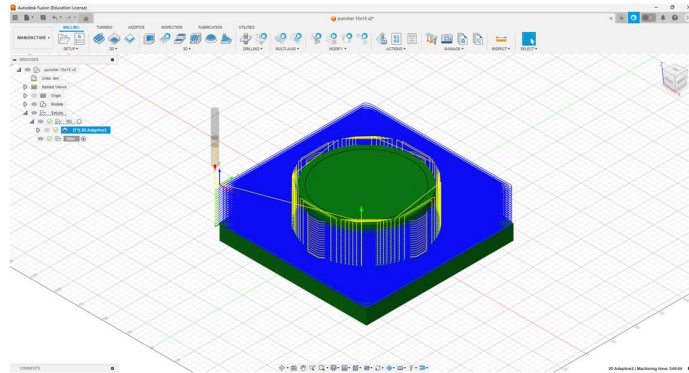 Autodesk Fusion (Education License)
puncher 15x15 v2*
MILLING TURNING ADDITIVE INSPECTION FABRICATION UTILITIES
MANUFACTURE
SETUP 2D 3D DRILLING MULTI-AXIS MODIFY ACTIONS MANAGE INSPECT SELECT
BROWSER
puncher 15x15 v2
Units: mm
Named Views
Origin
Models
Setups
[T1] 2D Adaptive2
COMMENTS
2D Adaptive2 | Machining time: 3:44:44